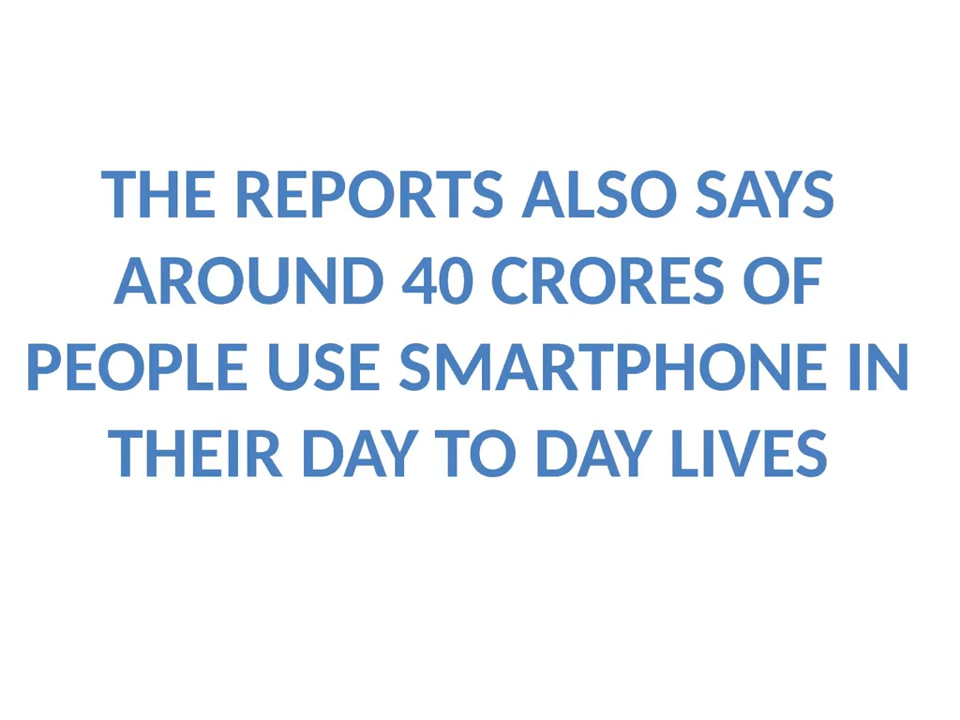 THE REPORTS ALSO SAYS
AROUND 40 CRORES OF
PEOPLE USE SMARTPHONE IN
THEIR DAY TO DAY LIVES